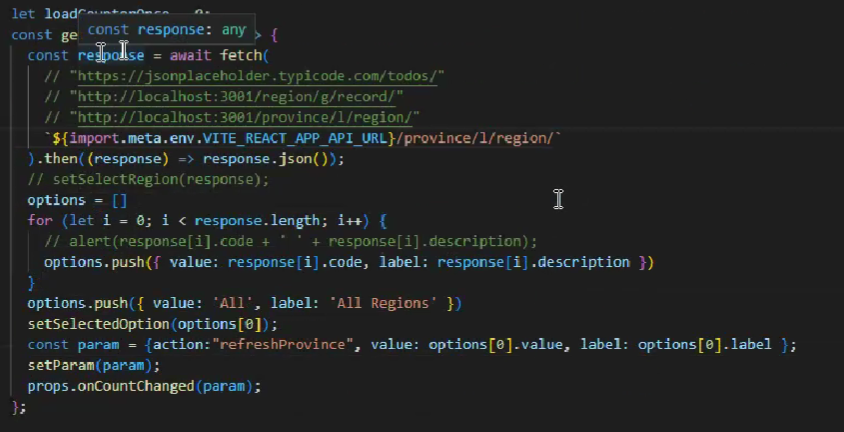 let loadCounterOnce = 0;
const response: any
const ge => {
const response = await fetch(
// "https://jsonplaceholder.typicode.com/todos/"
// "http://localhost:3001/region/g/record/"
// "http://localhost:3001/province/l/region/"
`${import.meta.env.VITE_REACT_APP_API_URL}/province/l/region/`
).then((response) => response.json());
// setSelectRegion(response);
options = []
for (let i = 0; i < response.length; i++) {
// alert(response[i].code + " " + response[i].description);
options.push({ value: response[i].code, label: response[i].description })
}
options.push({ value: 'All', label: 'All Regions' })
setSelectedOption(options[0]);
const param = {action:"refreshProvince", value: options[0].value, label: options[0].label };
setParam(param);
props.onCountChanged(param);
};